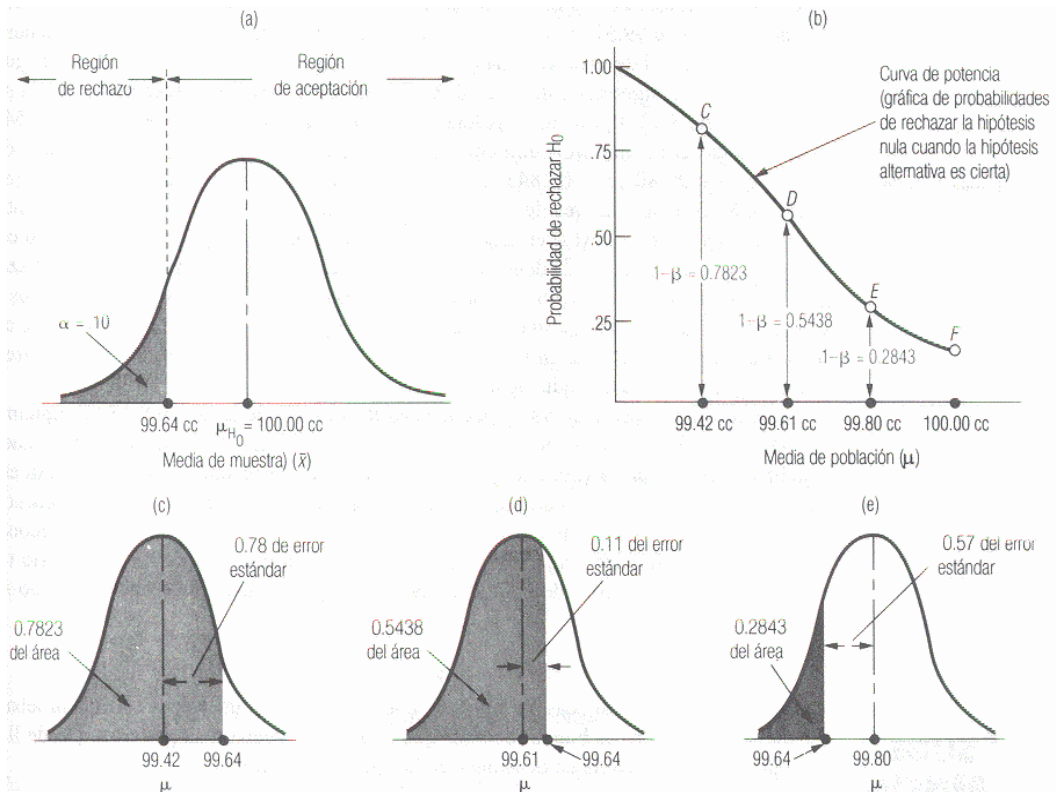 (a)
Región
de rechazo
Región
de aceptación
α = 10
99.64 cc
μH0 = 100.00 cc
Media de muestra) (x̄)
(b)
Probabilidad de rechazar H0
1.00
.75
.50
.25
C
D
E
F
Curva de potencia
(gráfica de probabilidades
de rechazar la hipótesis
nula cuando la hipótesis
alternativa es cierta)
1-β = 0.7823
1-β = 0.5438
1-β = 0.2843
99.42 cc 99.61 cc 99.80 cc 100.00 cc
Media de población (μ)
(c)
0.78 de error
estándar
0.7823
del área
99.42 99.64
μ
(d)
0.11 del error
estándar
0.5438
del área
99.61 99.64
μ
(e)
0.57 del error
estándar
0.2843
del área
99.64 99.80
μ